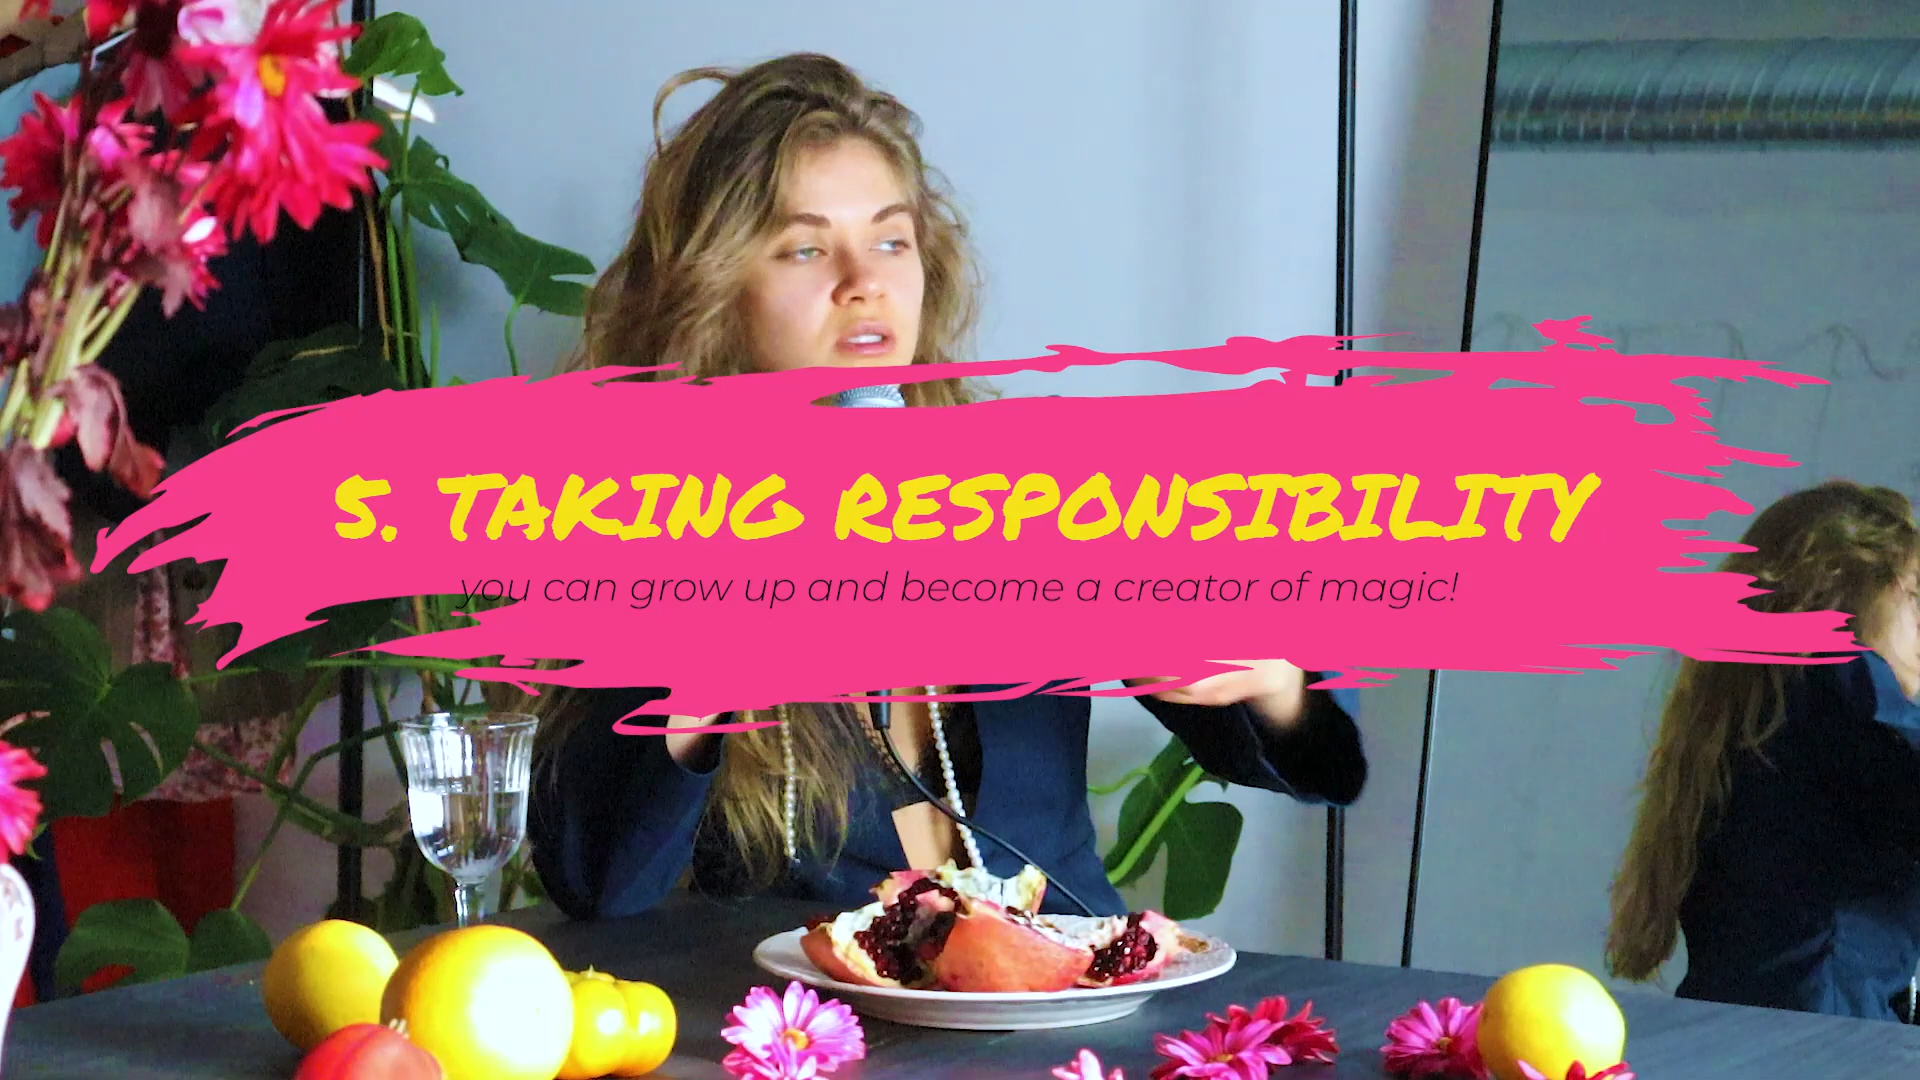 5. TAKING RESPONSIBILITY
you can grow up and become a creator of magic!